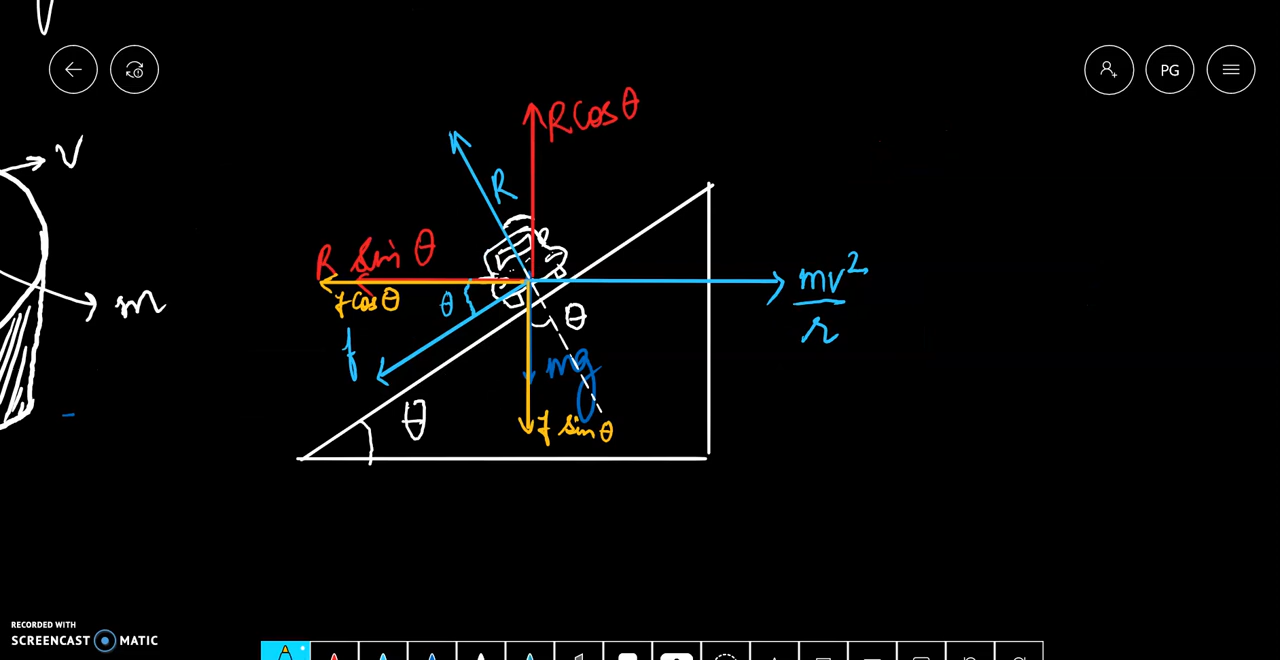 PG
R Cos θ
V
R
R sin θ
f cos θ
θ
mv²
r
m
θ
f
mg
θ
f sin θ
RECORDED WITH
SCREENCAST MATIC